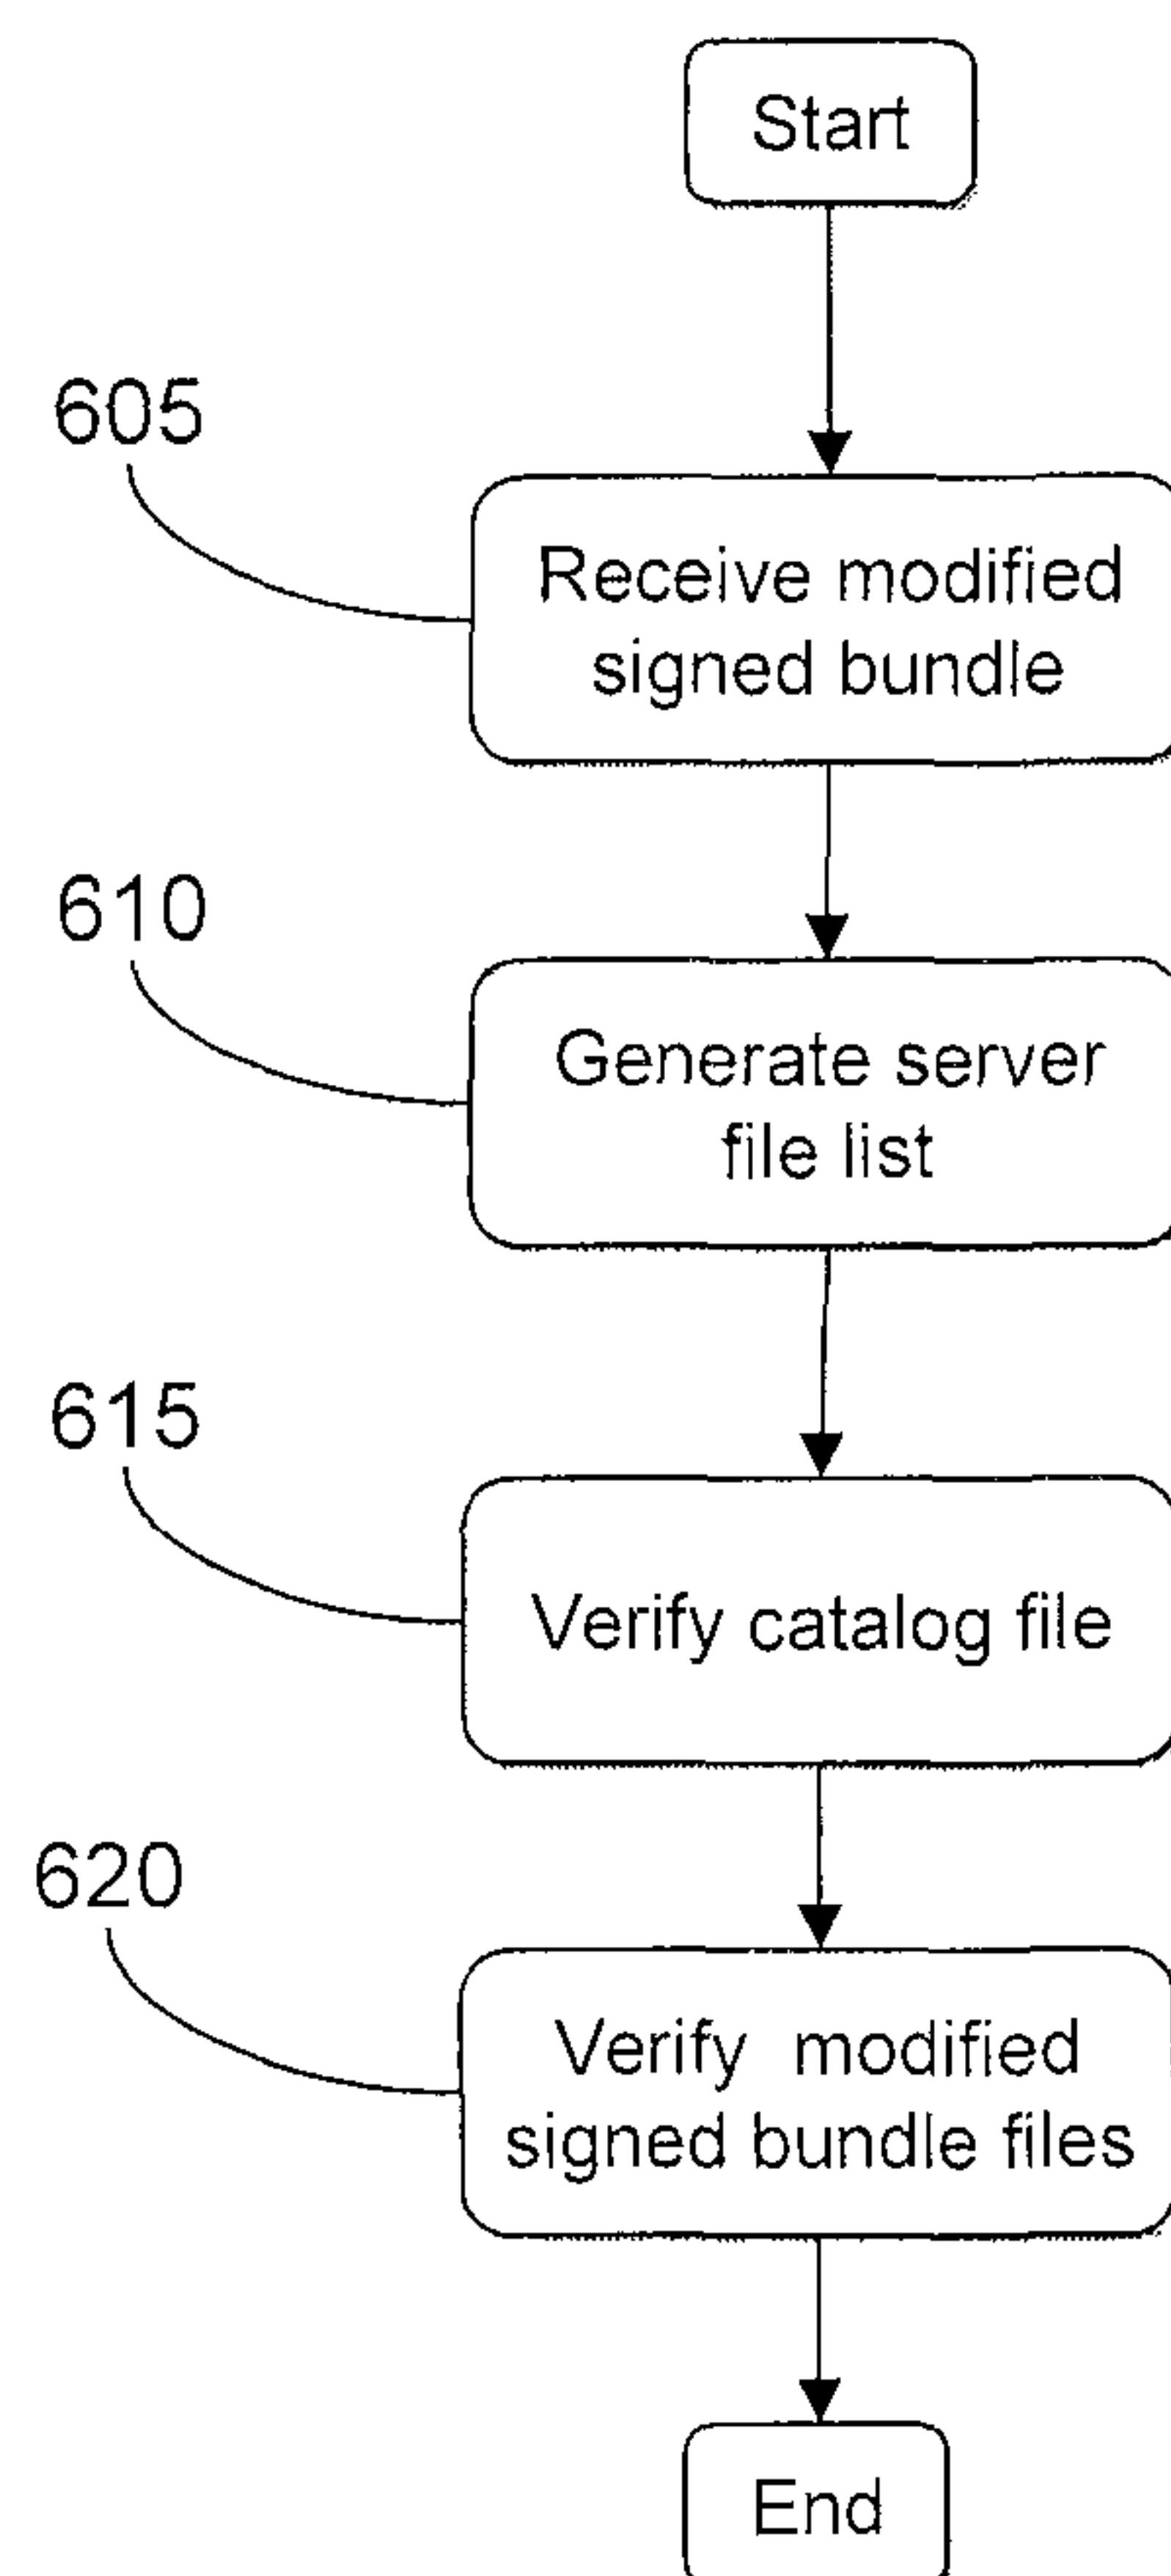 Start
605
Receive modified
signed bundle
610
Generate server
file list
615
Verify catalog file
620
Verify modified
signed bundle files
End